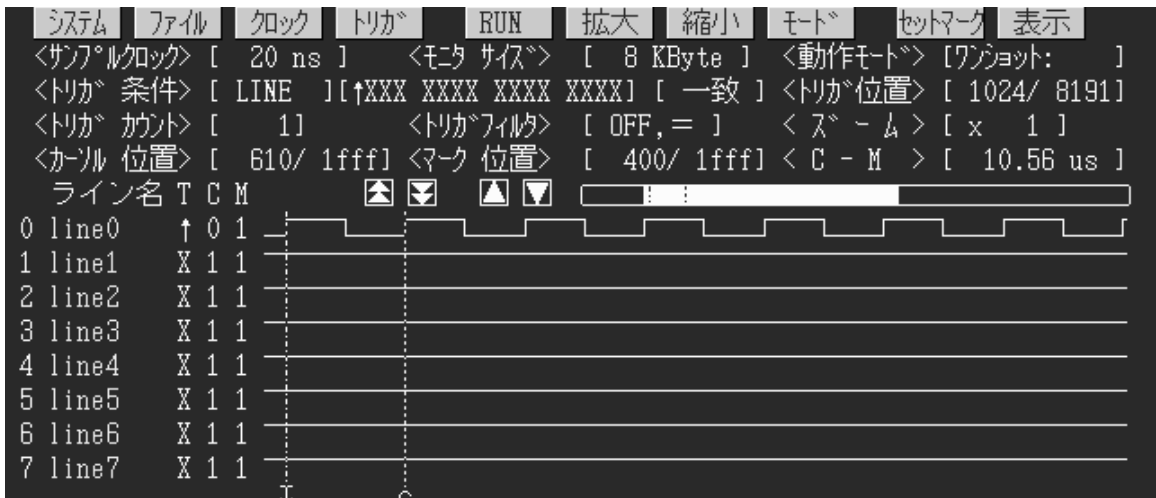 システム ファイル クロック トリガ RUN 拡大 縮小 モード セットマーク 表示
<サンプルクロック> [ 20 ns ] <モニタ サイズ> [ 8 KByte ] <動作モード> [ワンショット: ]
<トリガ 条件> [ LINE ][↑XXX XXXX XXXX XXXX] [ 一致 ] <トリガ位置> [ 1024/ 8191]
<トリガ カウント> [ 1] <トリガフィルタ> [ OFF,= ] < ズ゛ - ム > [ x 1 ]
<カーソル 位置> [ 610/ 1fff] <マーク 位置> [ 400/ 1fff] < C - M > [ 10.56 us ]
ライン名 T C M
0 line0 ↑ 0 1
1 line1 X 1 1
2 line2 X 1 1
3 line3 X 1 1
4 line4 X 1 1
5 line5 X 1 1
6 line6 X 1 1
7 line7 X 1 1